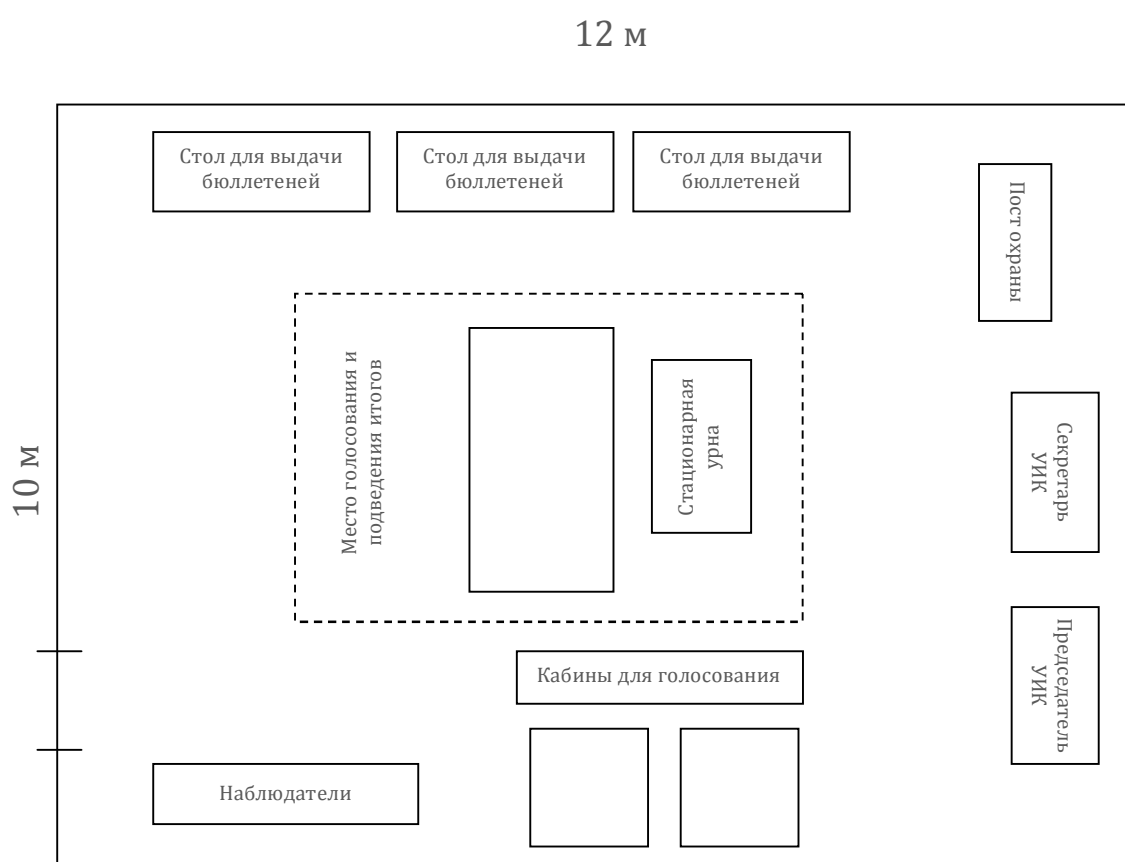 12 м
Стол для выдачи
бюллетеней
Стол для выдачи
бюллетеней
Стол для выдачи
бюллетеней
Пост охраны
Место голосования и
подведения итогов
Стационарная
урна
Секретарь
УИК
10 м
Кабины для голосования
Председатель
УИК
Наблюдатели